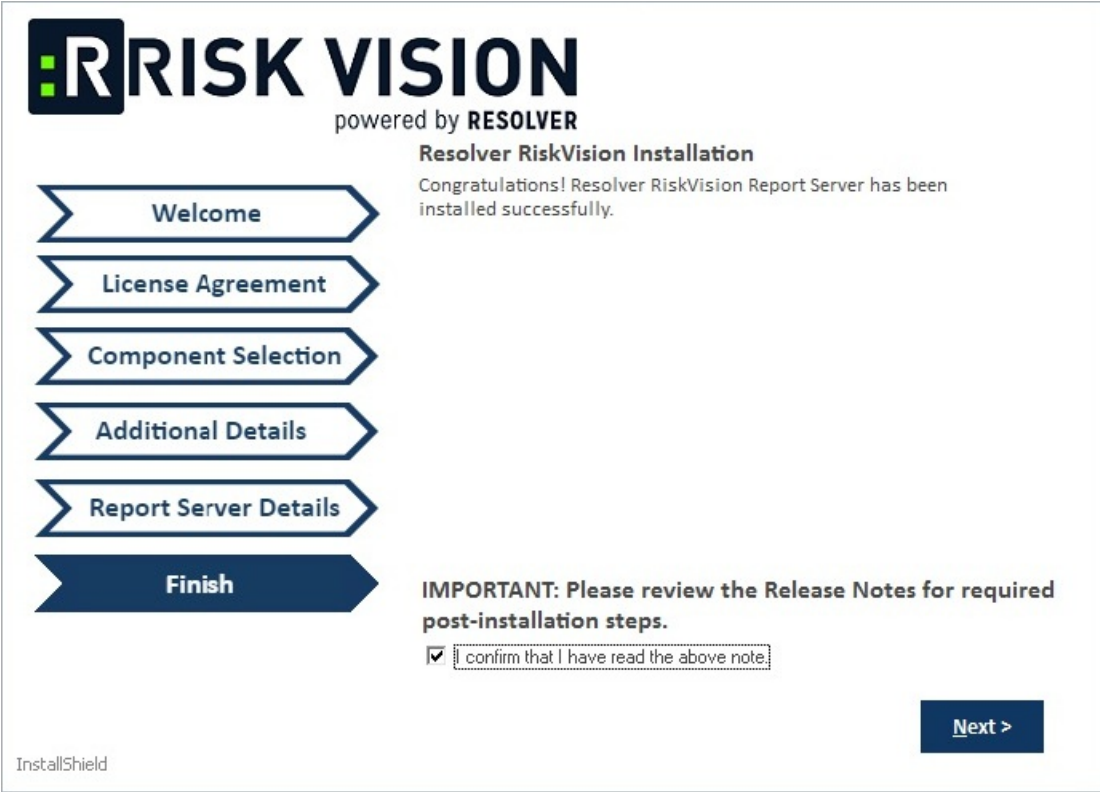 :R RISK VISION
powered by RESOLVER
Resolver RiskVision Installation
Congratulations! Resolver RiskVision Report Server has been
installed successfully.
Welcome
License Agreement
Component Selection
Additional Details
Report Server Details
Finish
IMPORTANT: Please review the Release Notes for required
post-installation steps.
I confirm that I have read the above note.
Next >
InstallShield